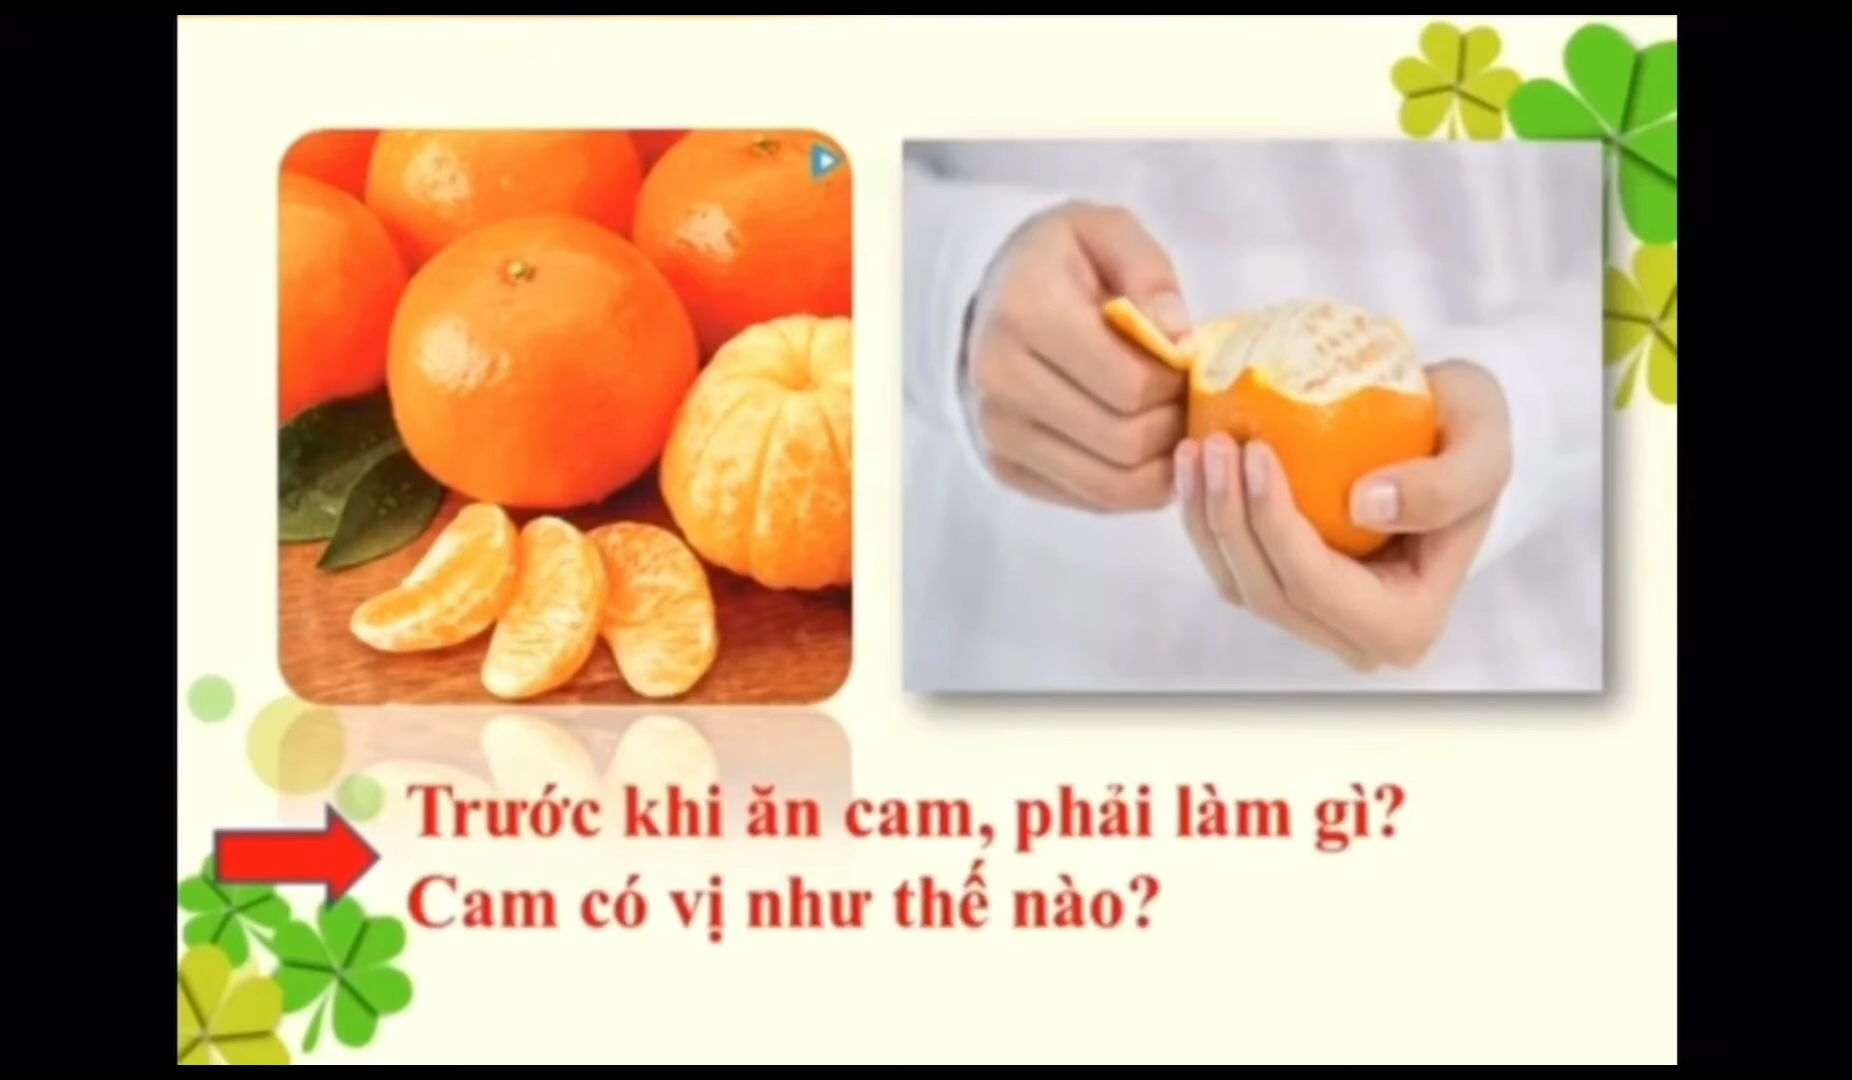 Trước khi ăn cam, phải làm gì?
Cam có vị như thế nào?